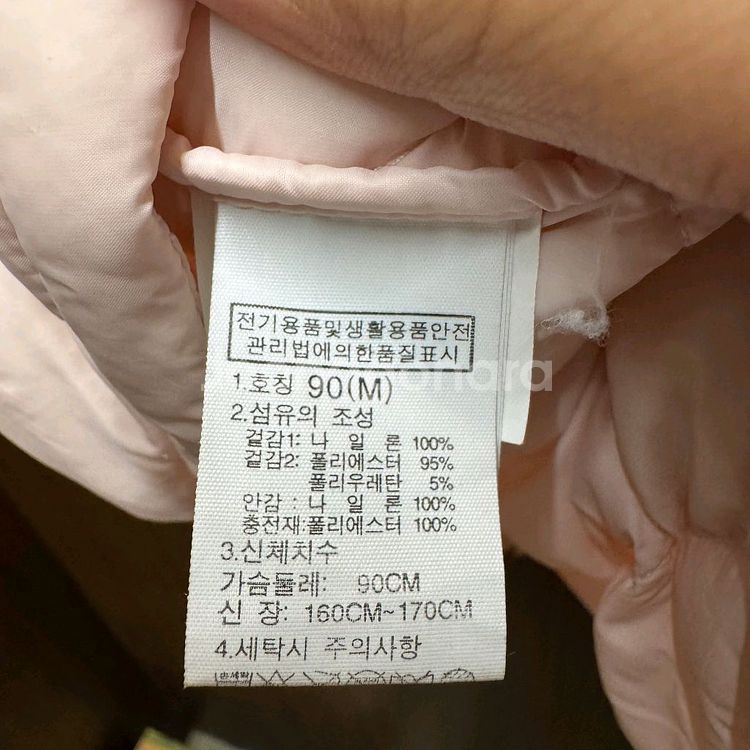 전기용품및생활용품안전
관리법에의한품질표시
1.호칭 90(M)
2.섬유의 조성
겉감1: 나 일 론 100%
겉감2: 폴리에스터 95%
폴리우레탄 5%
안감 : 나 일 론 100%
충전재:폴리에스터 100%
3.신체치수
가슴둘레: 90CM
신 장: 160CM~170CM
4.세탁시 주의사항
손세탁